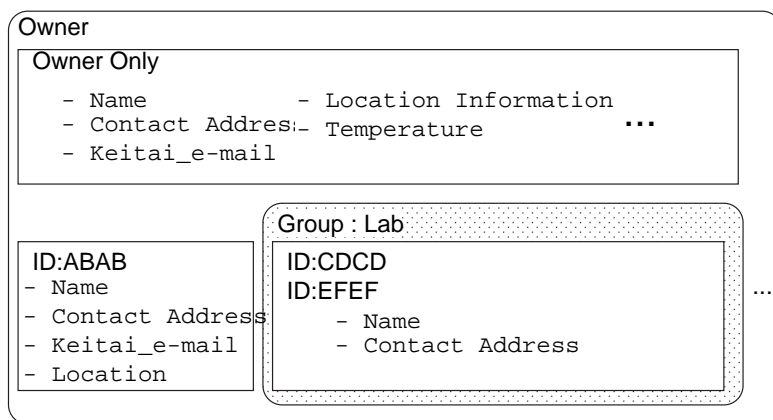 Owner
Owner Only
- Name
- Contact Address
- Keitai_e-mail
- Location Information
- Temperature
...
ID:ABAB
- Name
- Contact Address
- Keitai_e-mail
- Location
Group : Lab
ID:CDCD
ID:EFEF
- Name
- Contact Address
...